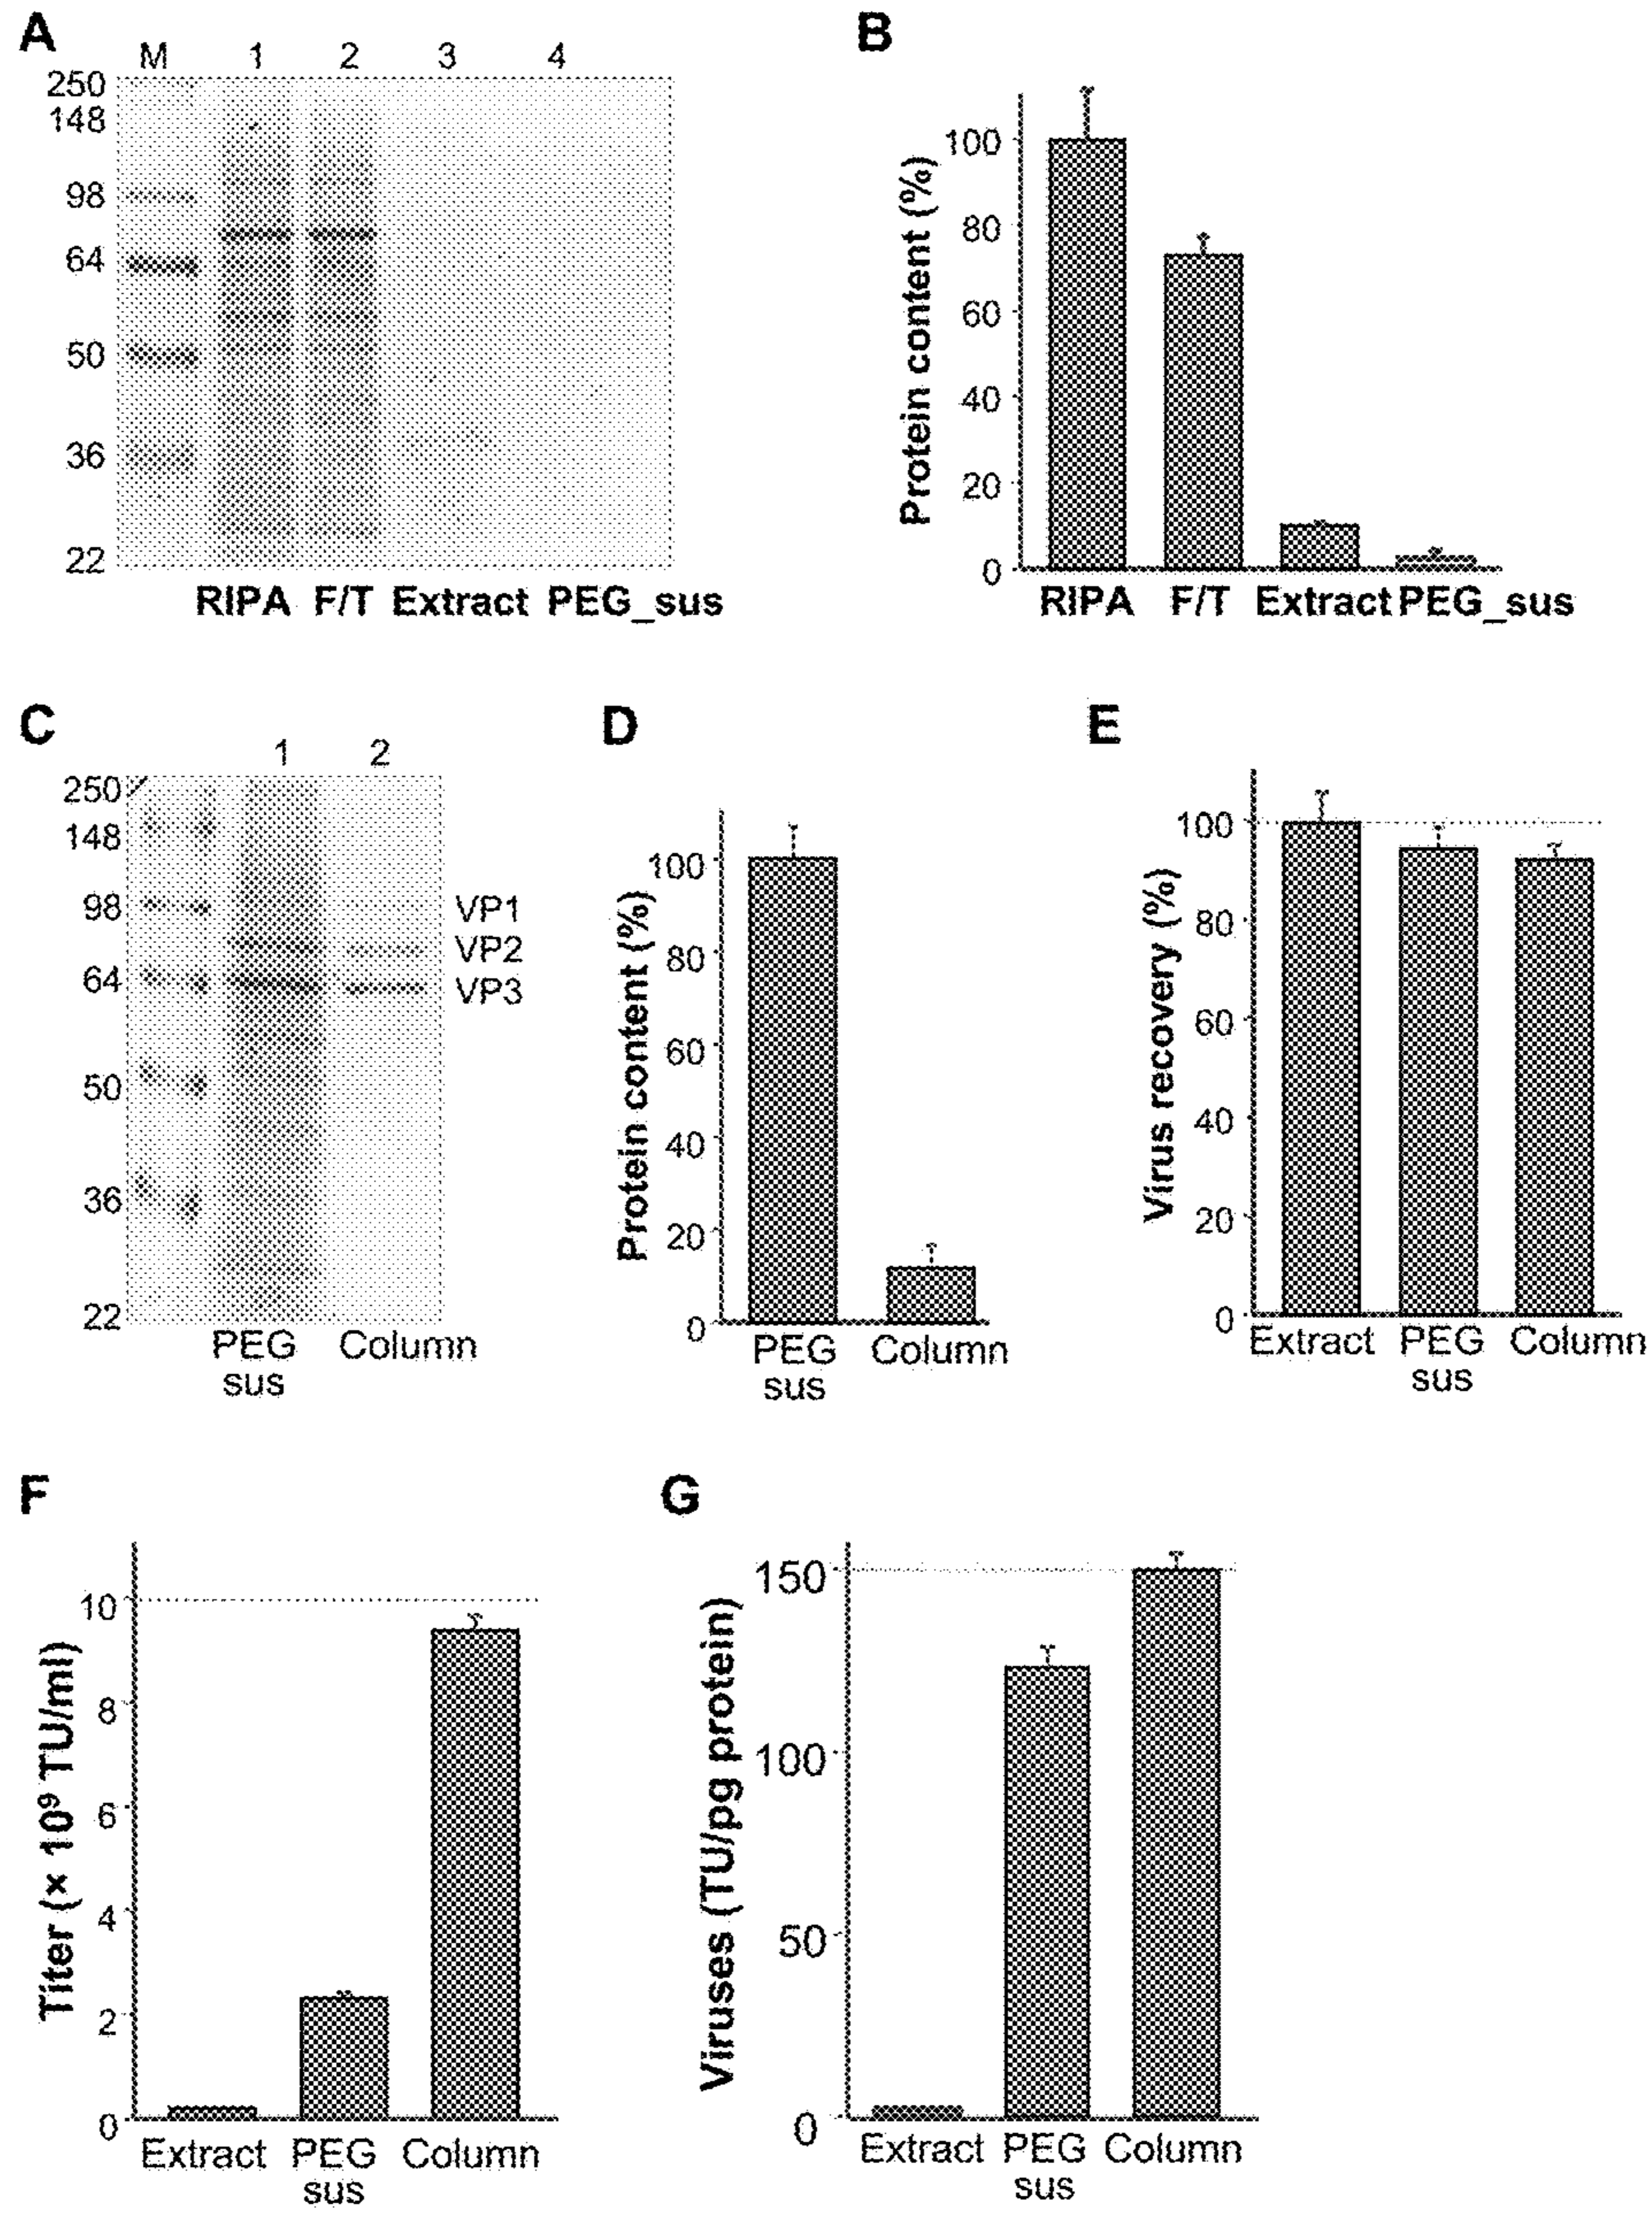 A
M 1 2 3 4
250
148
98
64
50
36
22
RIPA F/T Extract PEG_sus
B
Protein content (%)
100
80
60
40
20
0
RIPA F/T Extract PEG_sus
C
1 2
250
148
98
64
50
36
22
VP1
VP2
VP3
PEG Column
sus
D
Protein content (%)
100
80
60
40
20
0
PEG Column
sus
E
Virus recovery (%)
100
80
60
40
20
0
Extract PEG Column
sus
F
Titer (× 10⁹ TU/ml)
10
8
6
4
2
0
Extract PEG Column
sus
G
Viruses (TU/pg protein)
150
100
50
0
Extract PEG Column
sus